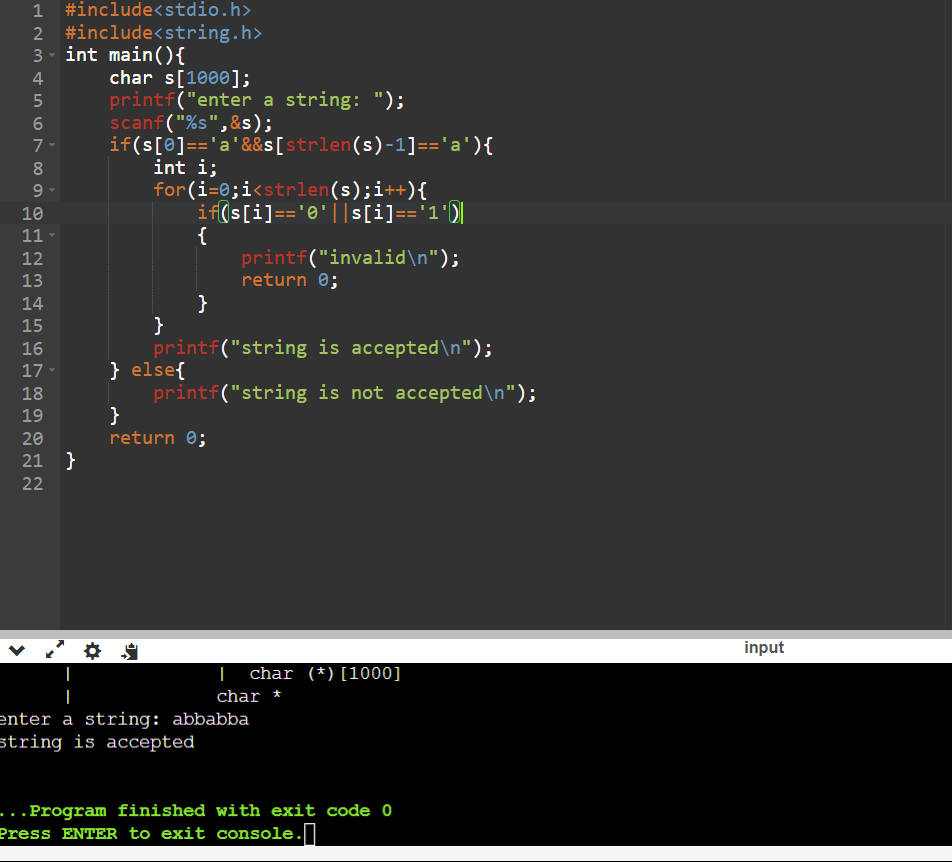 1 #include<stdio.h>
2 #include<string.h>
3 int main(){
4 char s[1000];
5 printf("enter a string: ");
6 scanf("%s",&s);
7 if(s[0]=='a'&&s[strlen(s)-1]=='a'){
8 int i;
9 for(i=0;i<strlen(s);i++){
10 if(s[i]=='0'||s[i]=='1')
11 {
12 printf("invalid\n");
13 return 0;
14 }
15 }
16 printf("string is accepted\n");
17 } else{
18 printf("string is not accepted\n");
19 }
20 return 0;
21 }
22
input
| | char (*)[1000]
| char *
enter a string: abbabba
string is accepted
...Program finished with exit code 0
Press ENTER to exit console.